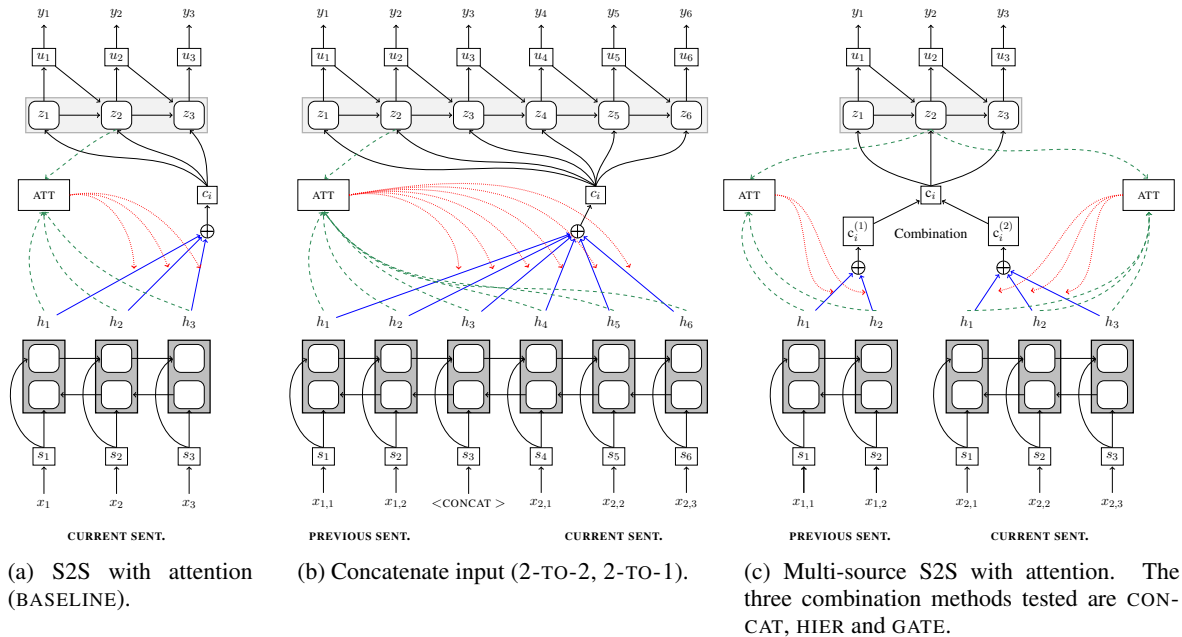 y₁ y₂ y₃
u₁ u₂ u₃
z₁ z₂ z₃
ATT cᵢ
⊕
h₁ h₂ h₃
s₁ s₂ s₃
x₁ x₂ x₃
CURRENT SENT.
(a) S2S with attention
(BASELINE).
y₁ y₂ y₃ y₄ y₅ y₆
u₁ u₂ u₃ u₄ u₅ u₆
z₁ z₂ z₃ z₄ z₅ z₆
ATT cᵢ
⊕
h₁ h₂ h₃ h₄ h₅ h₆
s₁ s₂ s₃ s₄ s₅ s₆
x₁,₁ x₁,₂ <CONCAT > x₂,₁ x₂,₂ x₂,₃
PREVIOUS SENT. CURRENT SENT.
(b) Concatenate input (2-TO-2, 2-TO-1).
y₁ y₂ y₃
u₁ u₂ u₃
z₁ z₂ z₃
ATT cᵢ ATT
cᵢ⁽¹⁾ Combination cᵢ⁽²⁾
⊕ ⊕
h₁ h₂ h₁ h₂ h₃
s₁ s₂ s₁ s₂ s₃
x₁,₁ x₁,₂ x₂,₁ x₂,₂ x₂,₃
PREVIOUS SENT. CURRENT SENT.
(c) Multi-source S2S with attention. The
three combination methods tested are CON-
CAT, HIER and GATE.